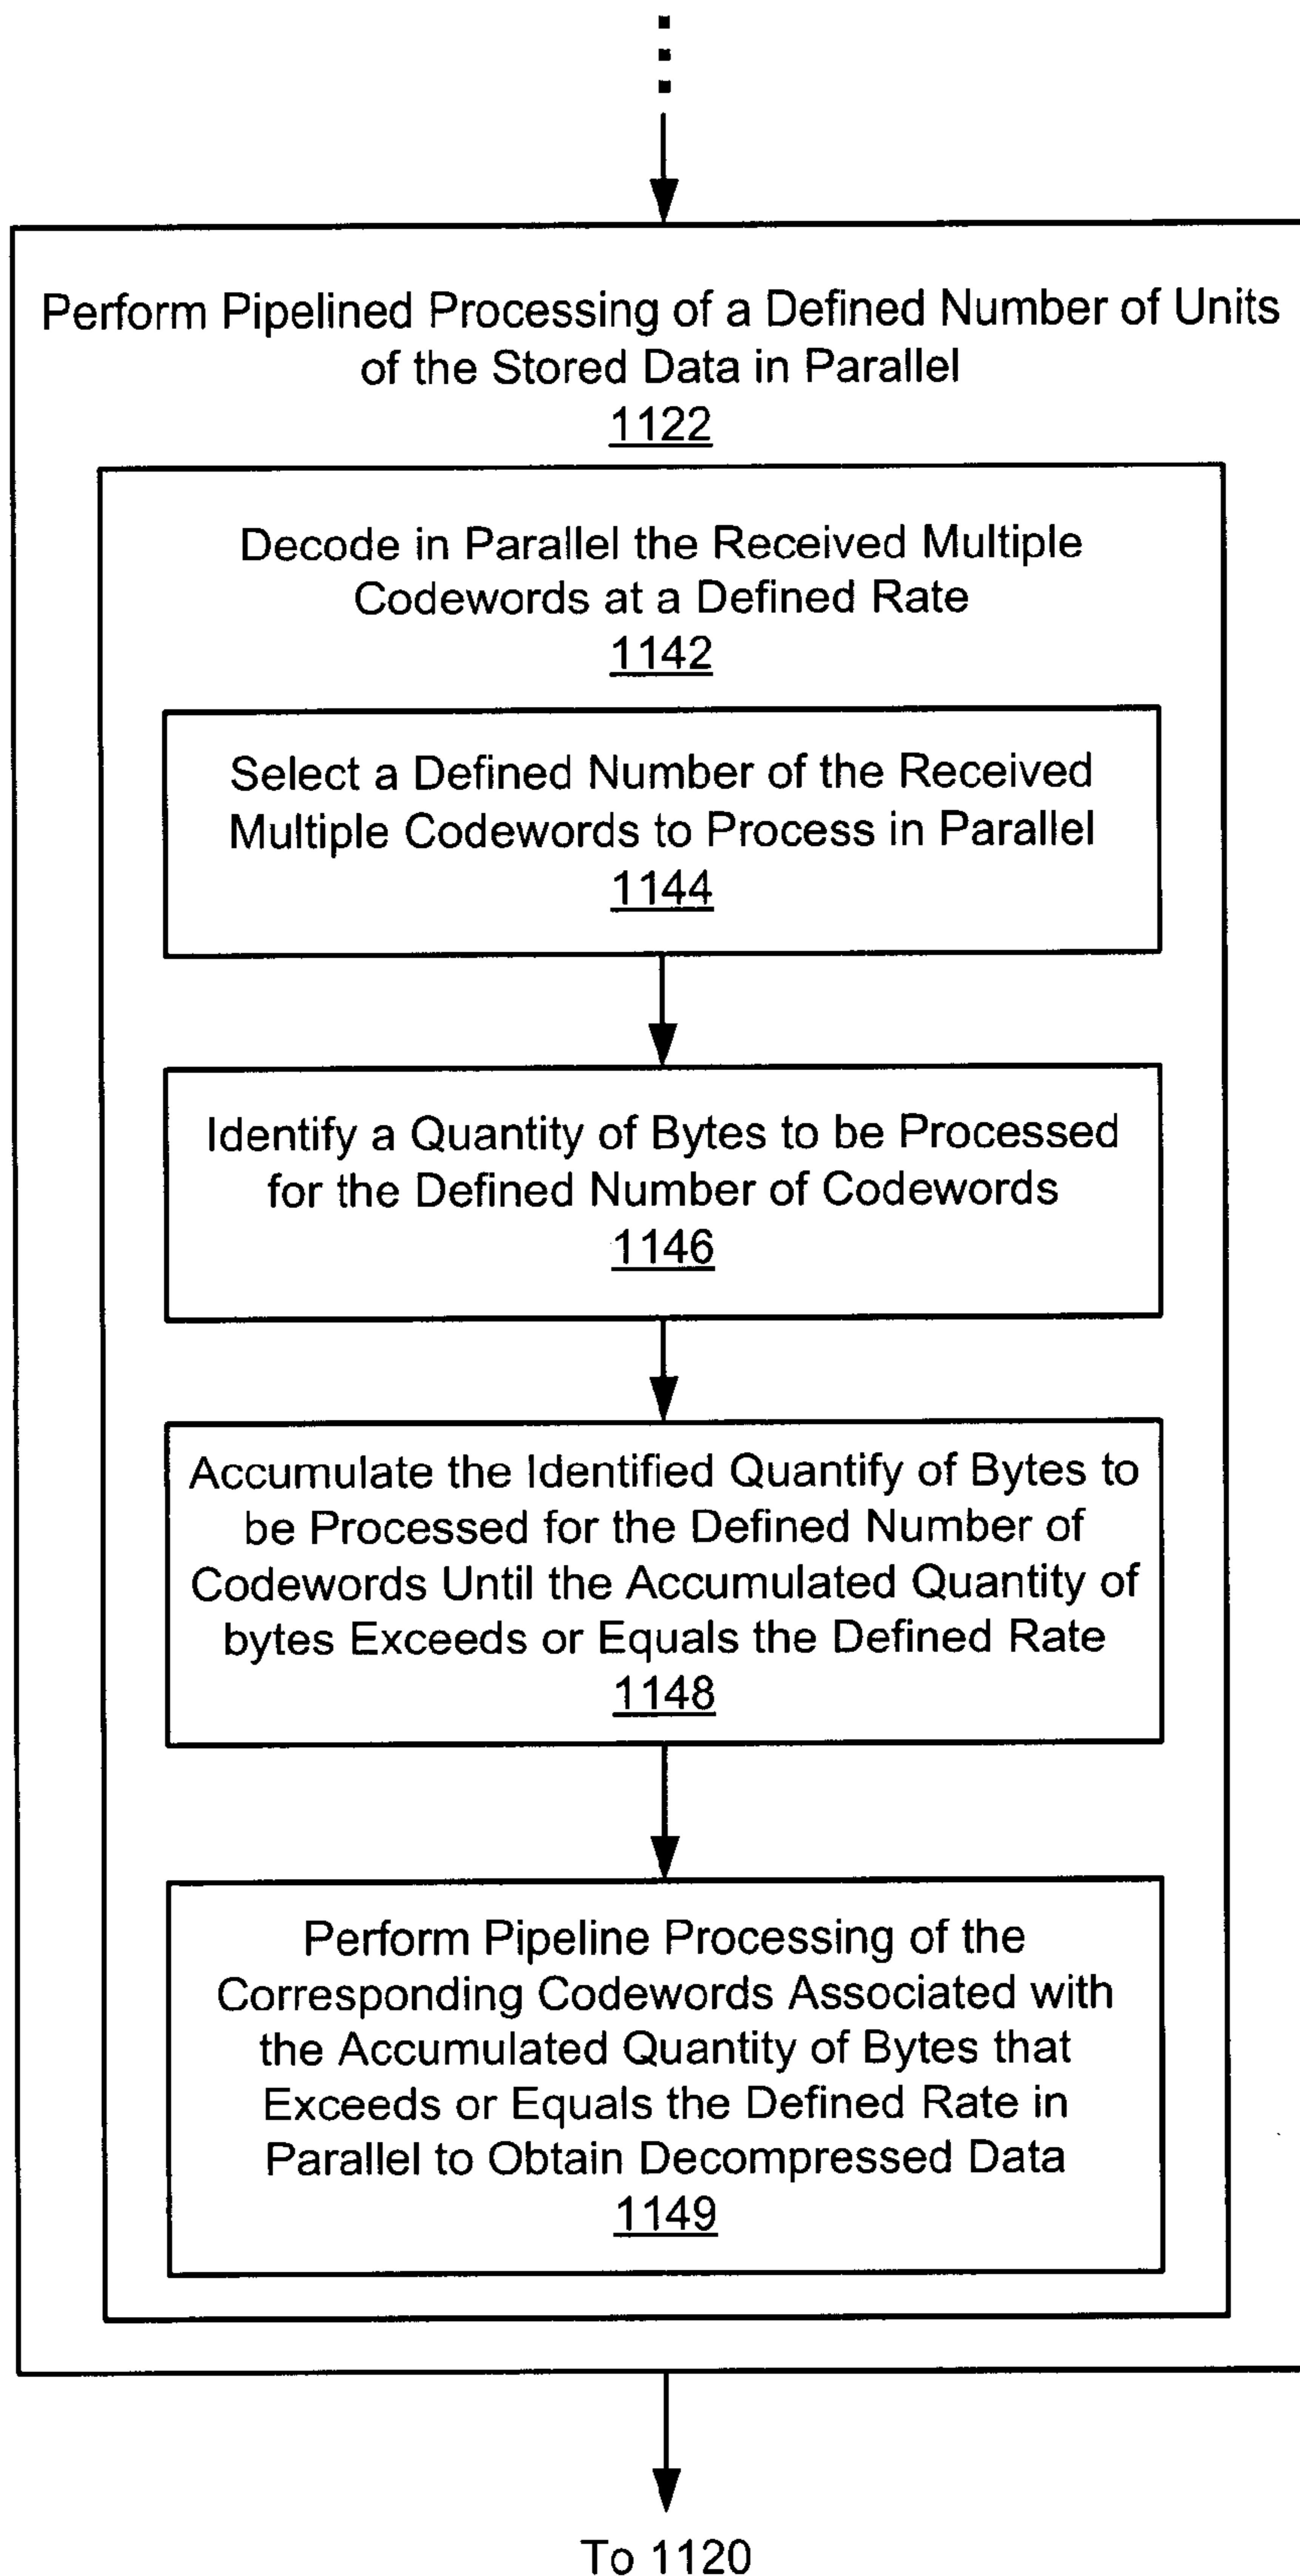 Perform Pipelined Processing of a Defined Number of Units
of the Stored Data in Parallel
1122
Decode in Parallel the Received Multiple
Codewords at a Defined Rate
1142
Select a Defined Number of the Received
Multiple Codewords to Process in Parallel
1144
Identify a Quantity of Bytes to be Processed
for the Defined Number of Codewords
1146
Accumulate the Identified Quantify of Bytes to
be Processed for the Defined Number of
Codewords Until the Accumulated Quantity of
bytes Exceeds or Equals the Defined Rate
1148
Perform Pipeline Processing of the
Corresponding Codewords Associated with
the Accumulated Quantity of Bytes that
Exceeds or Equals the Defined Rate in
Parallel to Obtain Decompressed Data
1149
To 1120